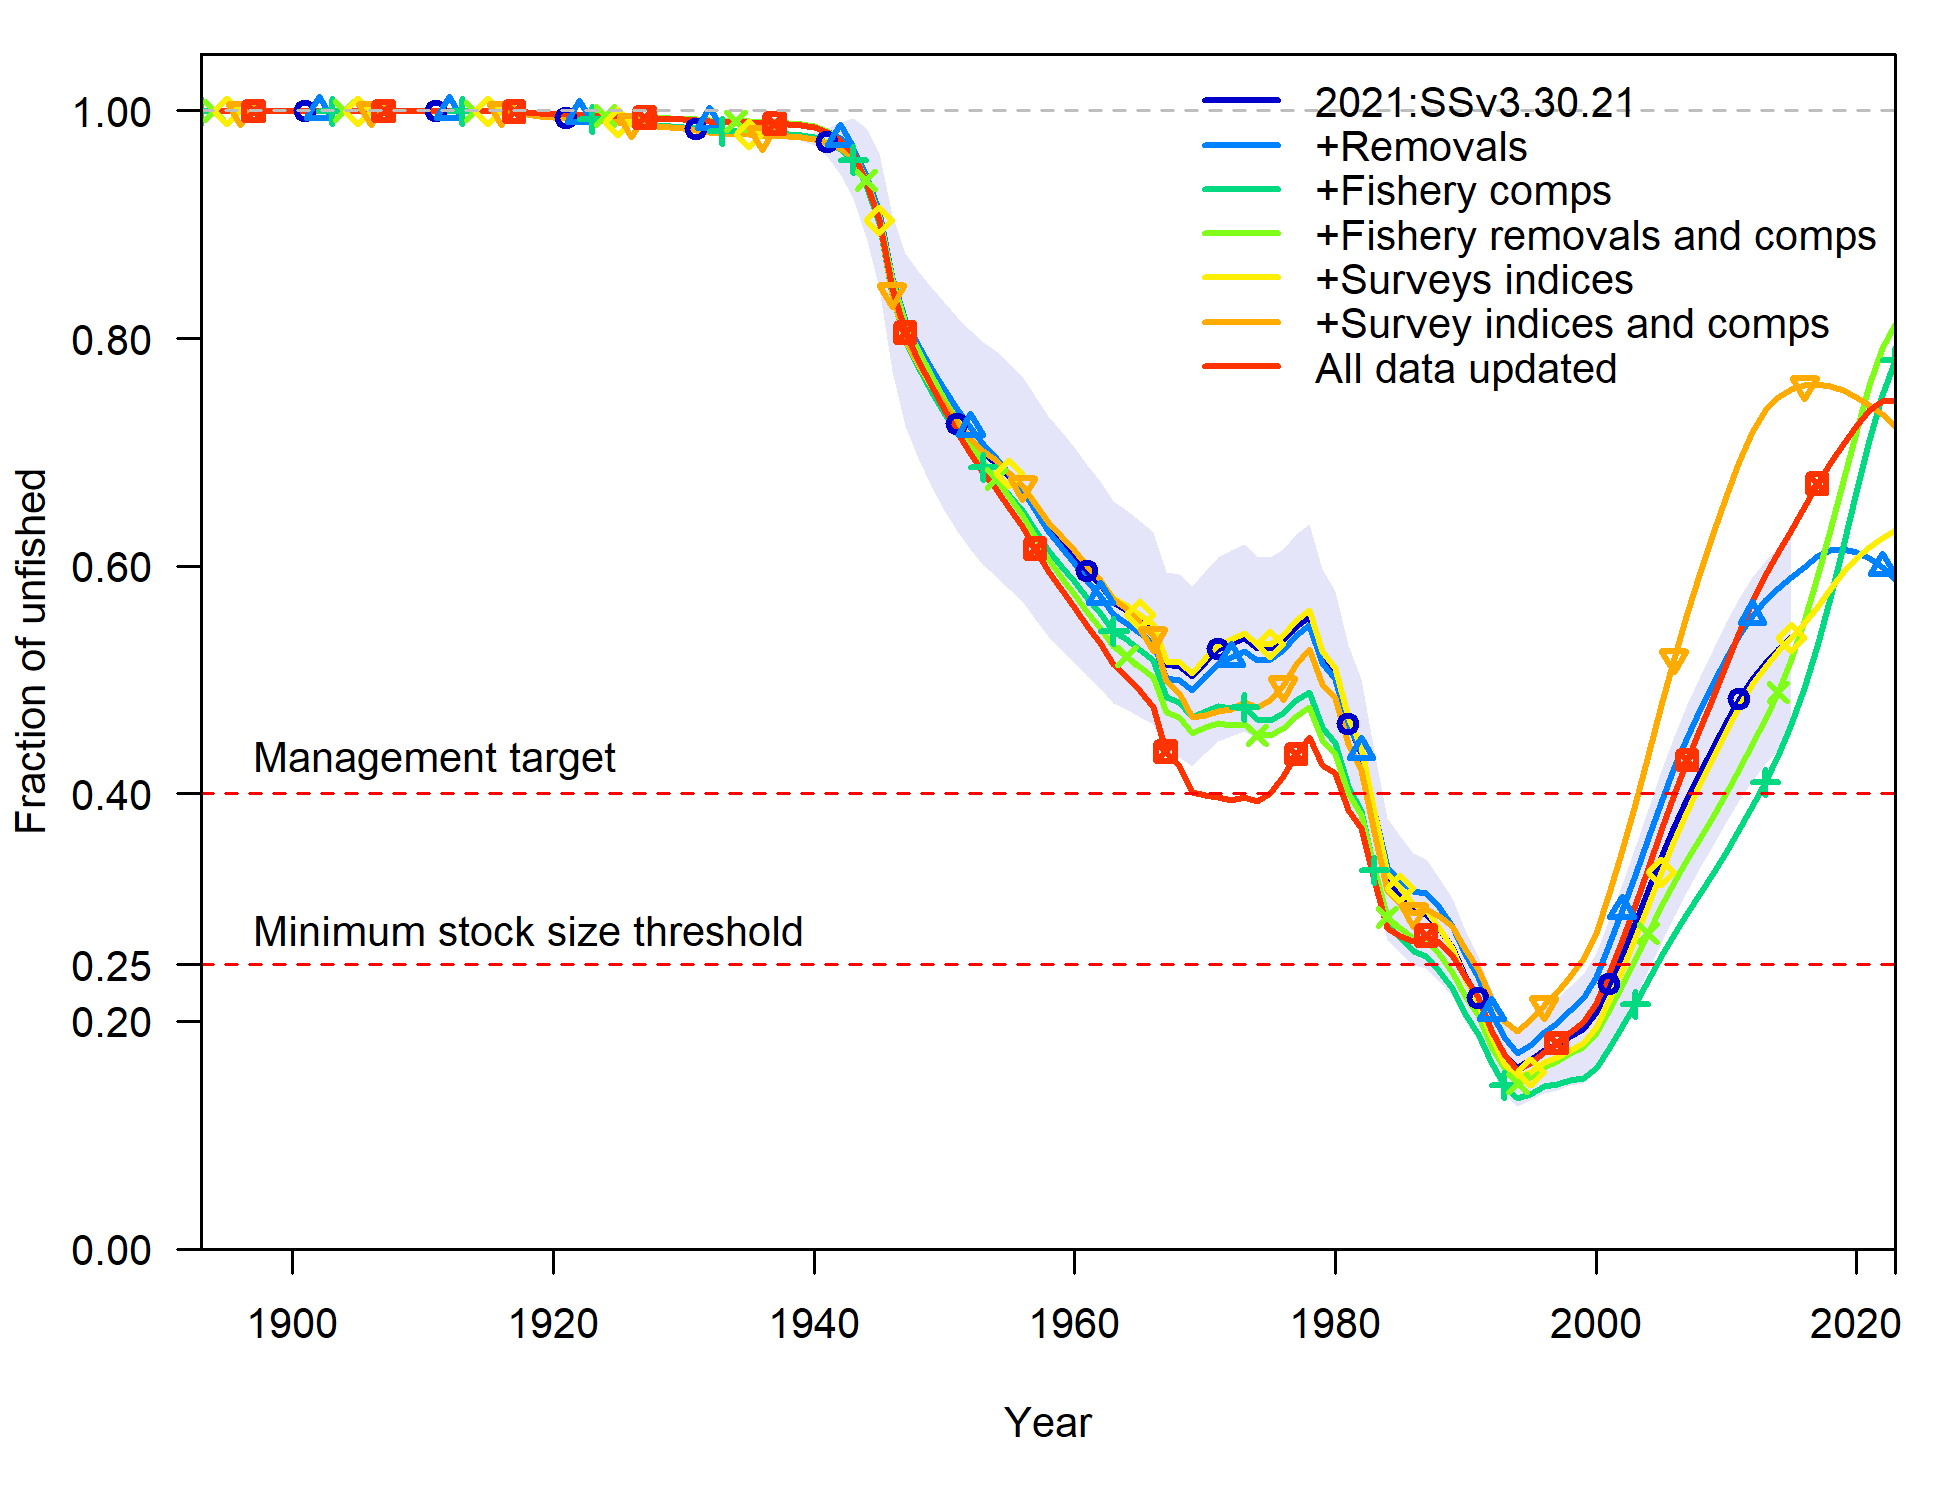 2021:SSv3.30.21
+Removals
+Fishery comps
+Fishery removals and comps
+Surveys indices
+Survey indices and comps
All data updated
1.00
0.80
0.60
0.40
0.25
0.20
0.00
Fraction of unfished
Management target
Minimum stock size threshold
1900
1920
1940
1960
1980
2000
2020
Year